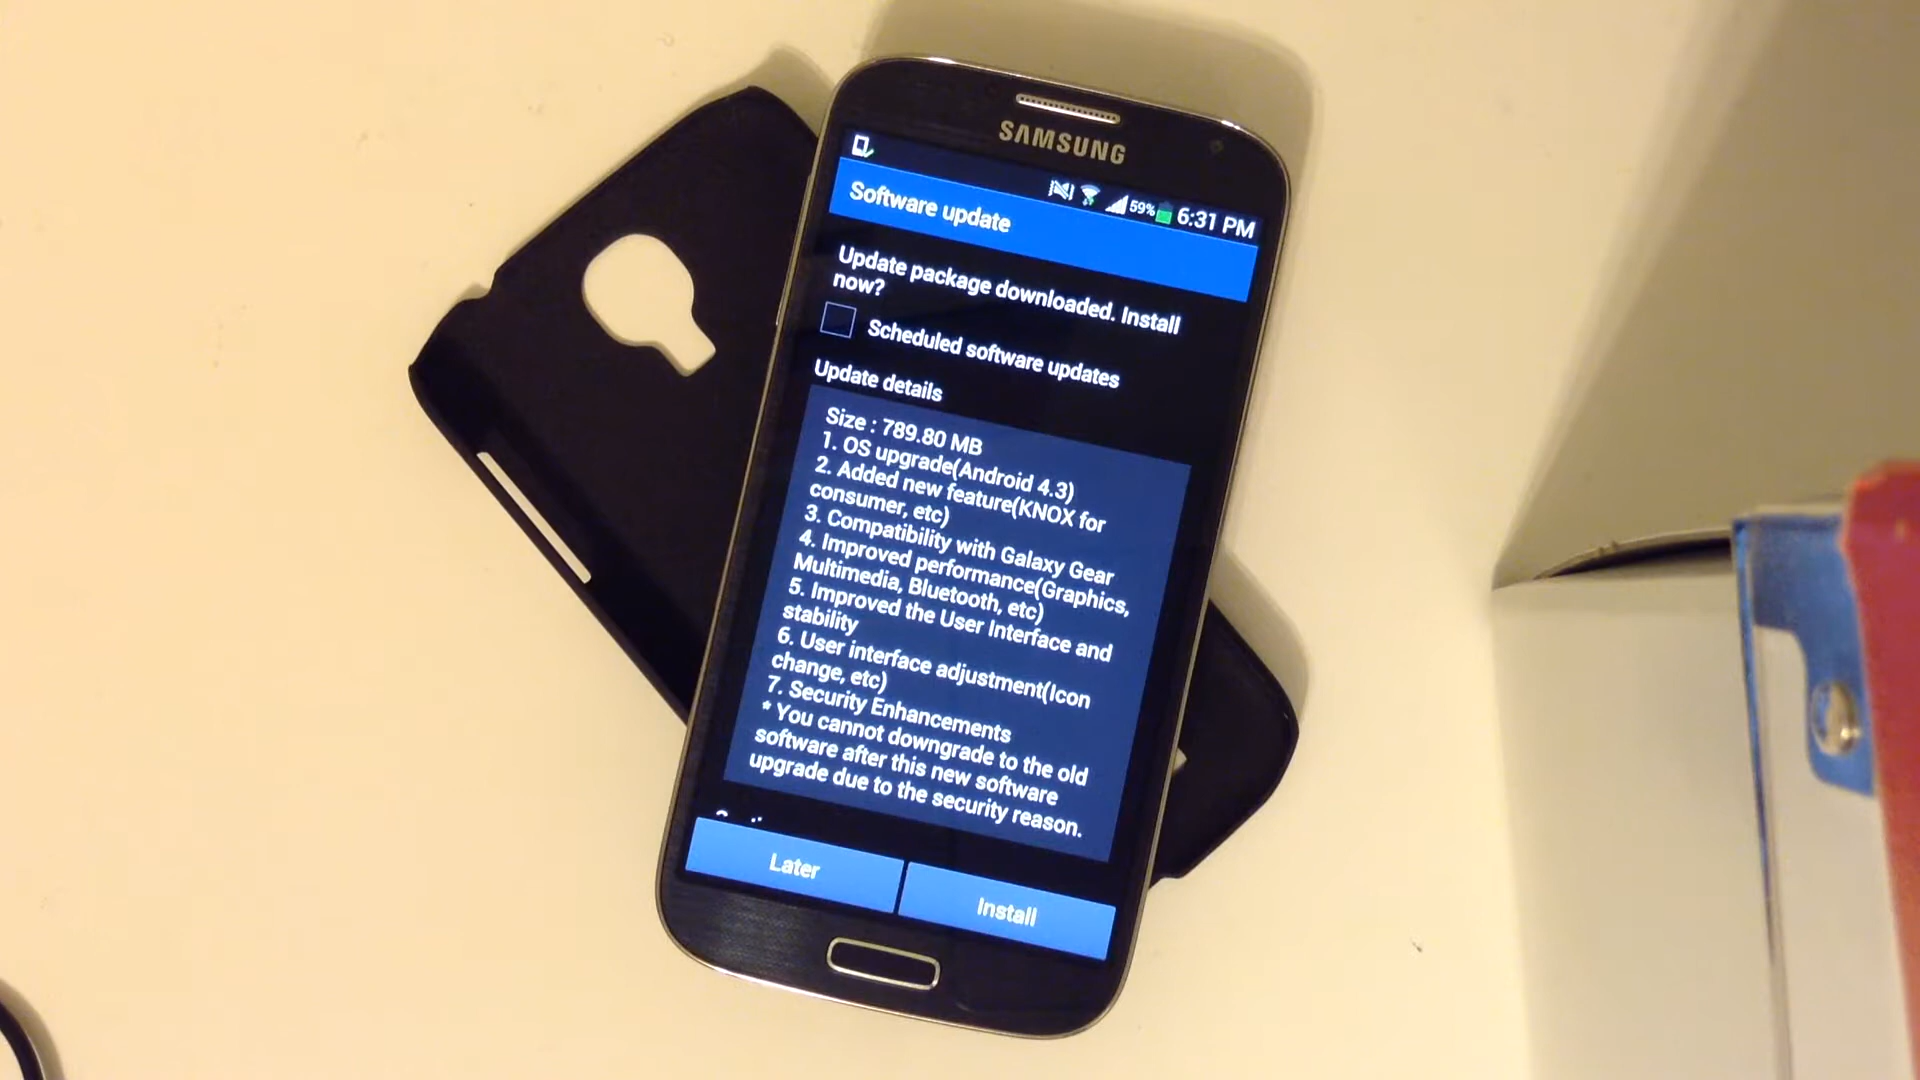 SAMSUNG
59% 6:31 PM
Software update
Update package downloaded. Install
now?
Scheduled software updates
Update details
Size : 789.80 MB
1. OS upgrade(Android 4.3)
2. Added new feature(KNOX for
consumer, etc)
3. Compatibility with Galaxy Gear
4. Improved performance(Graphics,
Multimedia, Bluetooth, etc)
5. Improved the User Interface and
stability
6. User interface adjustment(Icon
change, etc)
7. Security Enhancements
* You cannot downgrade to the old
software after this new software
upgrade due to the security reason.
Later
Install